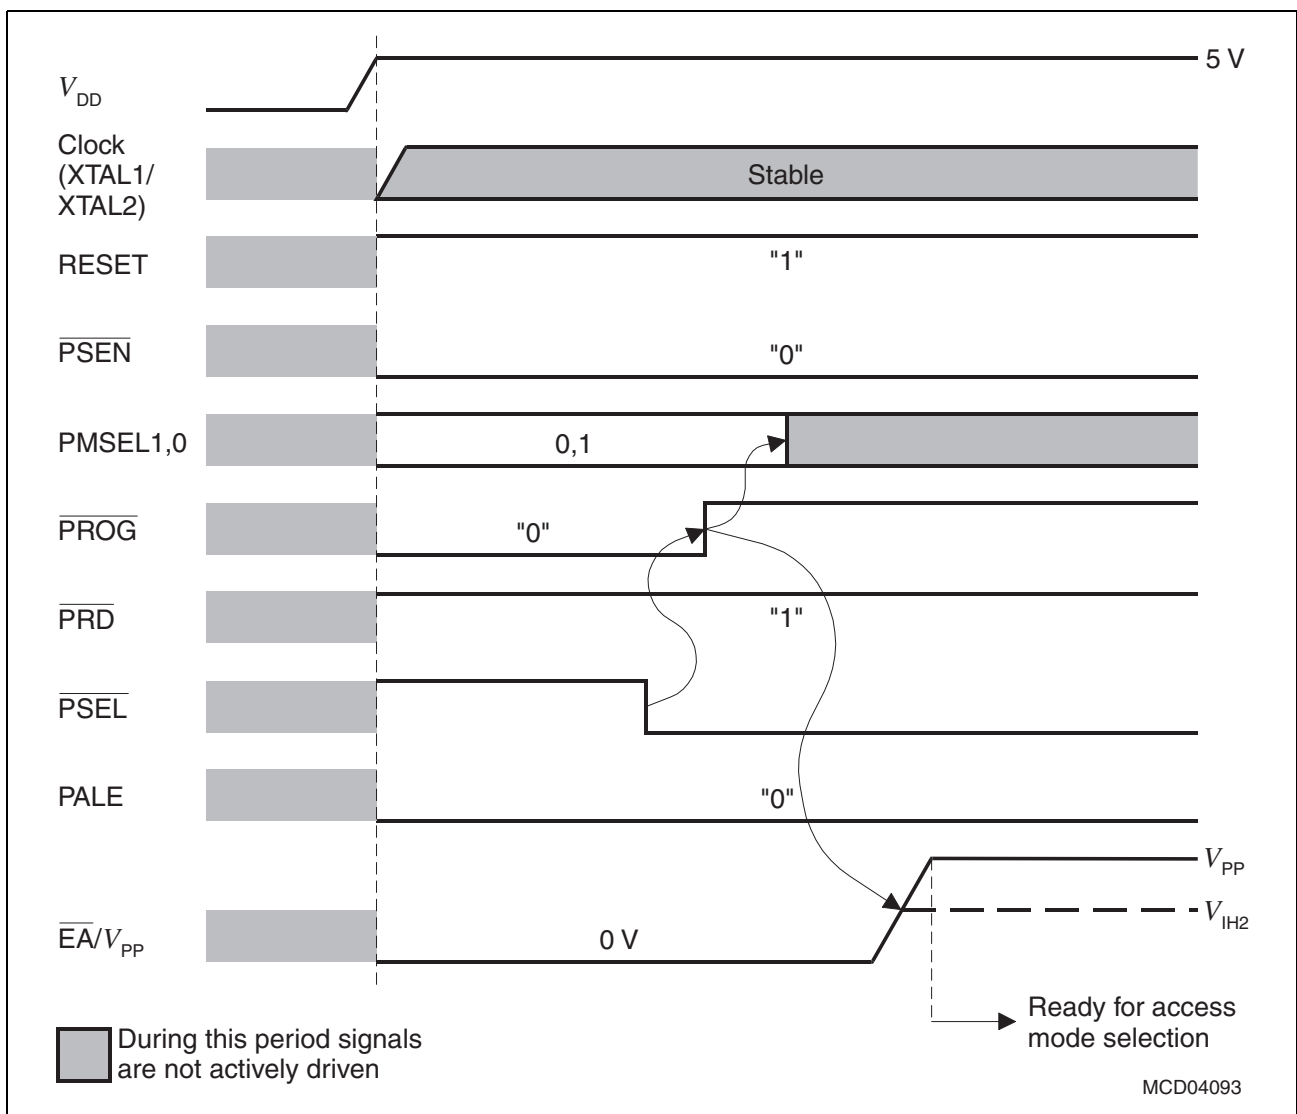 5 V
VDD
Clock
(XTAL1/
XTAL2)
Stable
RESET
"1"
PSEN
"0"
PMSEL1,0
0,1
PROG
"0"
PRD
"1"
PSEL
PALE
"0"
VPP
VIH2
EA/VPP
0 V
Ready for access
mode selection
During this period signals
are not actively driven
MCD04093